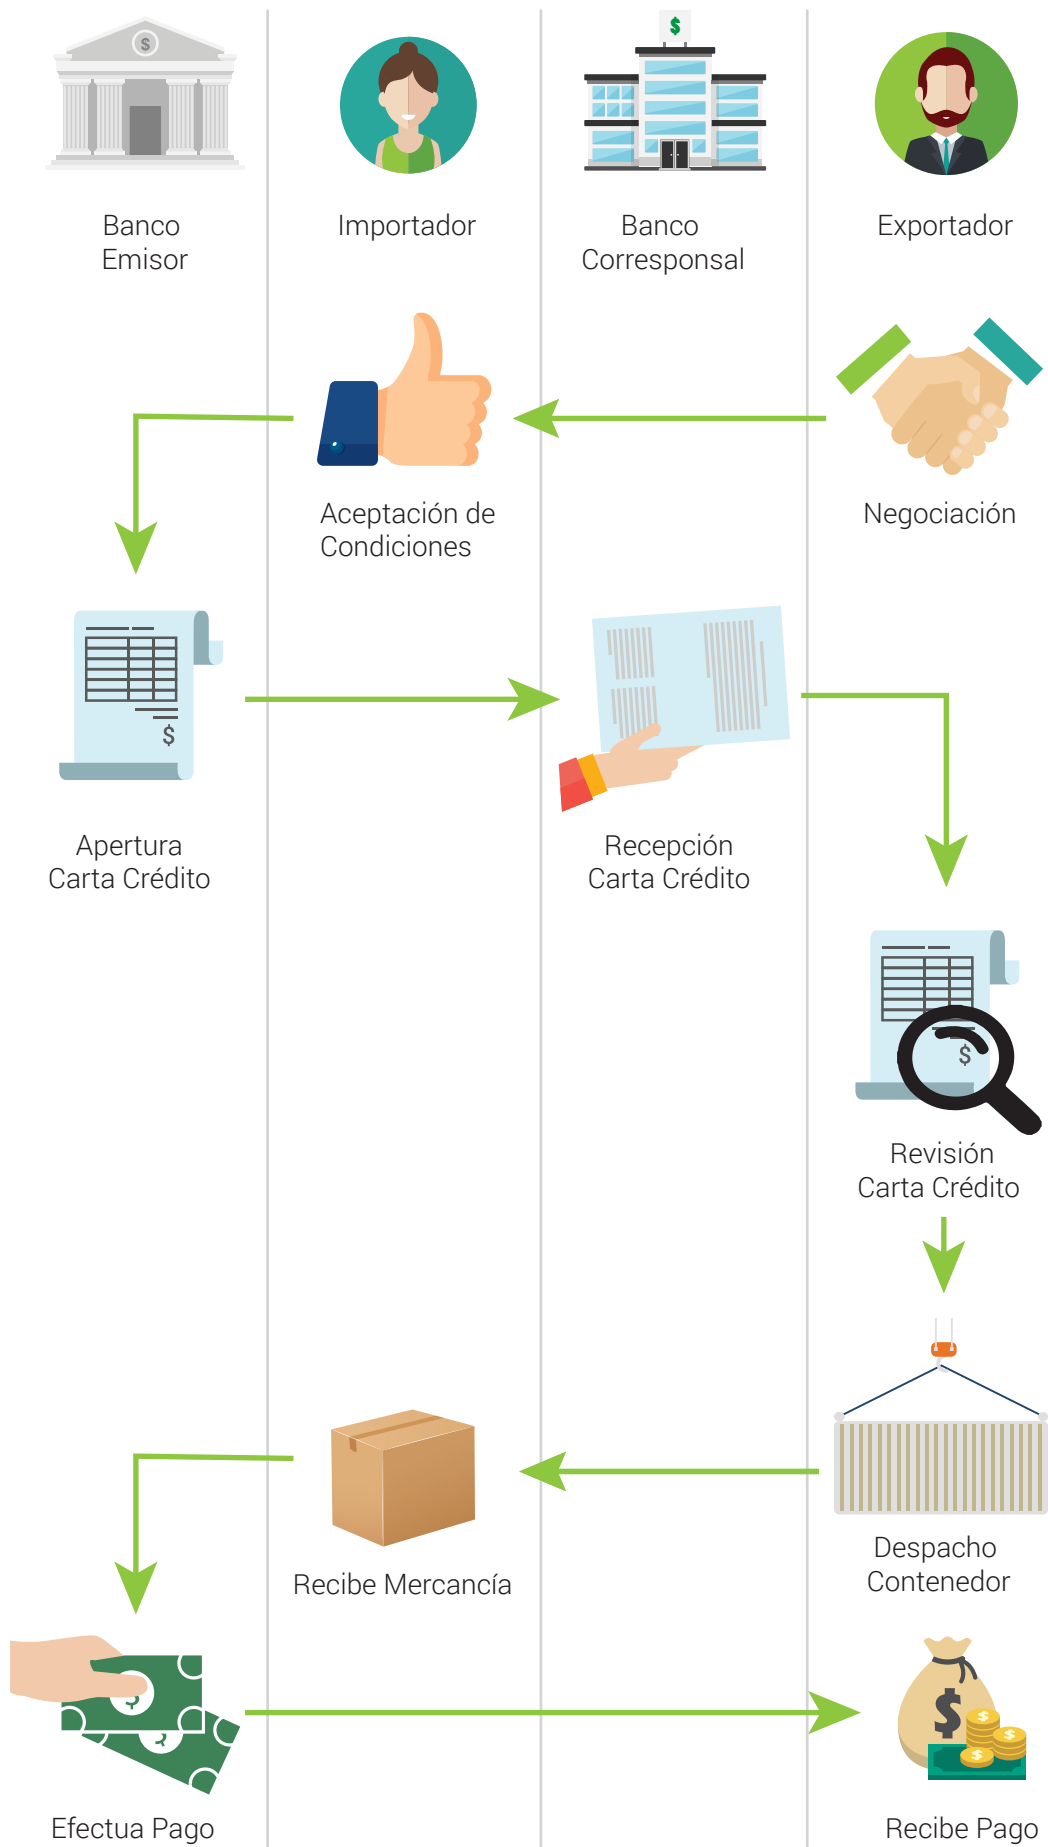 $
$
Banco
Emisor
Importador
Banco
Corresponsal
Exportador
Aceptación de
Condiciones
Negociación
$
Apertura
Carta Crédito
Recepción
Carta Crédito
$
Revisión
Carta Crédito
Despacho
Contenedor
Recibe Mercancía
$
$
$
$
$
$
Efectua Pago
Recibe Pago